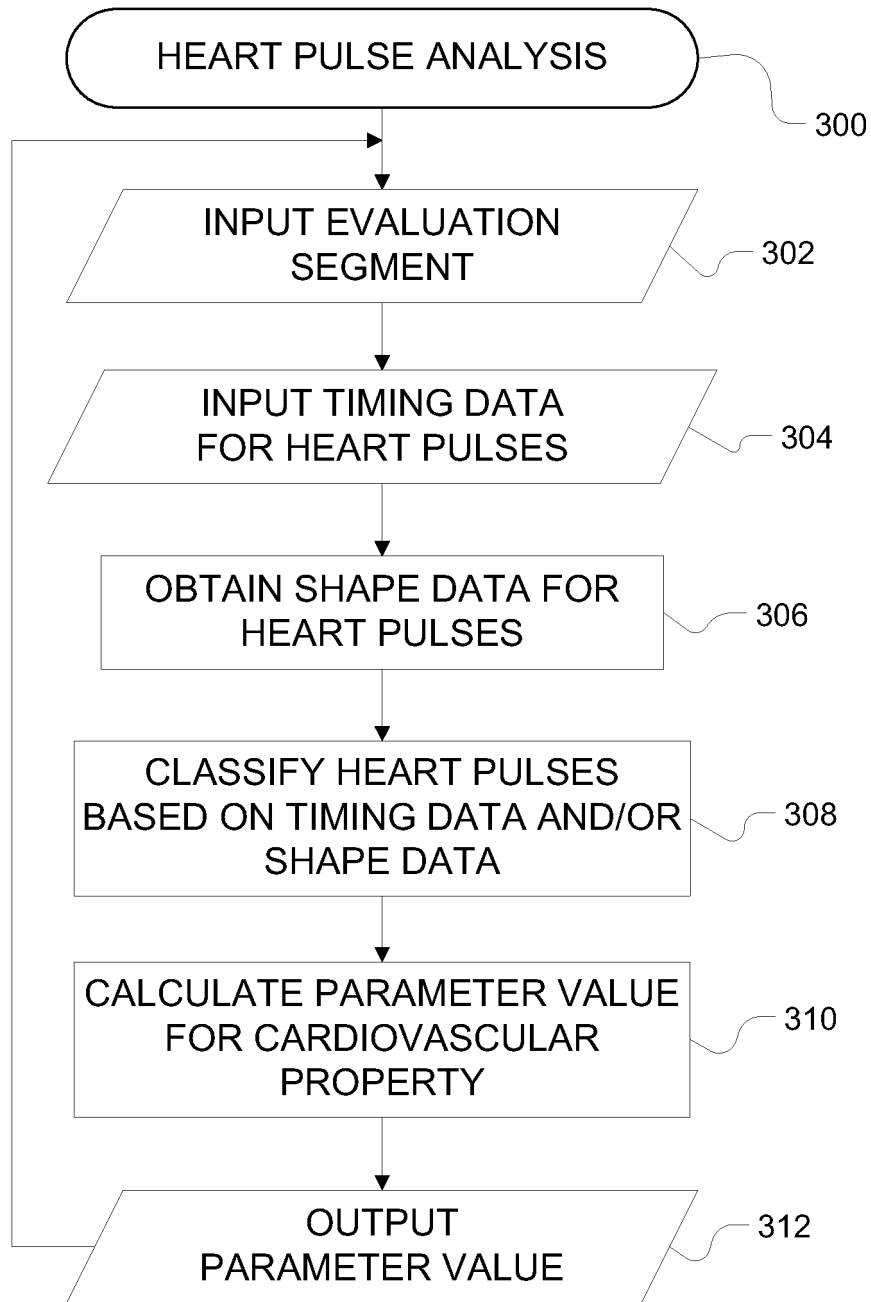 HEART PULSE ANALYSIS
300
INPUT EVALUATION
SEGMENT
302
INPUT TIMING DATA
FOR HEART PULSES
304
OBTAIN SHAPE DATA FOR
HEART PULSES
306
CLASSIFY HEART PULSES
BASED ON TIMING DATA AND/OR
SHAPE DATA
308
CALCULATE PARAMETER VALUE
FOR CARDIOVASCULAR
PROPERTY
310
OUTPUT
PARAMETER VALUE
312